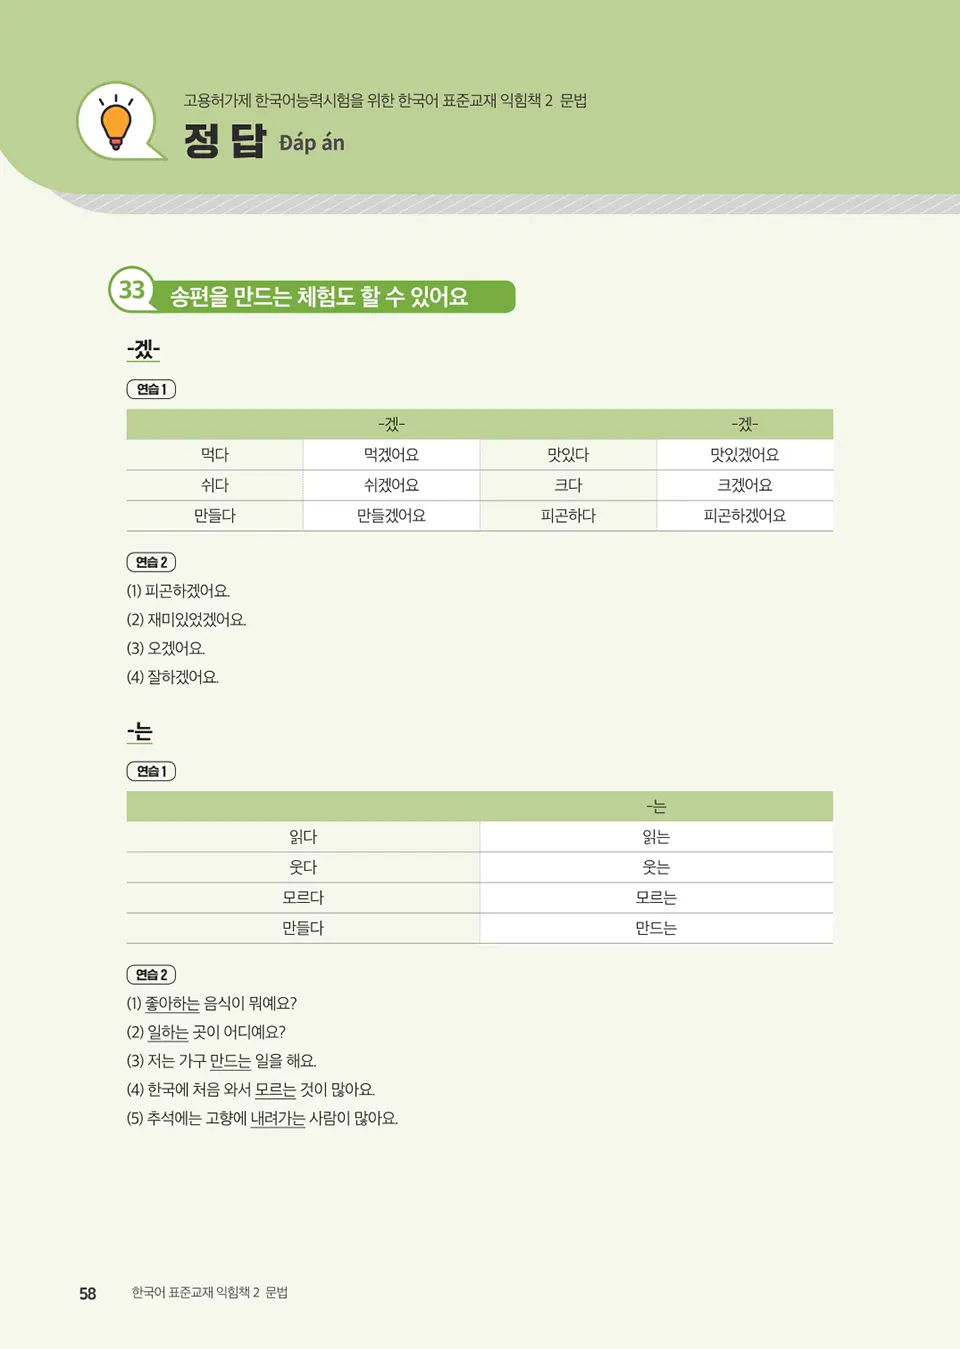 고용허가제 한국어능력시험을 위한 한국어 표준교재 익힘책 2 문법
정답 Đáp án
33 송편을 만드는 체험도 할 수 있어요
-겠-
연습 1
-겠- -겠-
먹다 먹겠어요 맛있다 맛있겠어요
쉬다 쉬겠어요 크다 크겠어요
만들다 만들겠어요 피곤하다 피곤하겠어요
연습 2
(1) 피곤하겠어요.
(2) 재미있었겠어요.
(3) 오겠어요.
(4) 잘하겠어요.
-는
연습 1
-는
읽다 읽는
웃다 웃는
모르다 모르는
만들다 만드는
연습 2
(1) 좋아하는 음식이 뭐예요?
(2) 일하는 곳이 어디예요?
(3) 저는 가구 만드는 일을 해요.
(4) 한국에 처음 와서 모르는 것이 많아요.
(5) 추석에는 고향에 내려가는 사람이 많아요.
58 한국어 표준교재 익힘책 2 문법